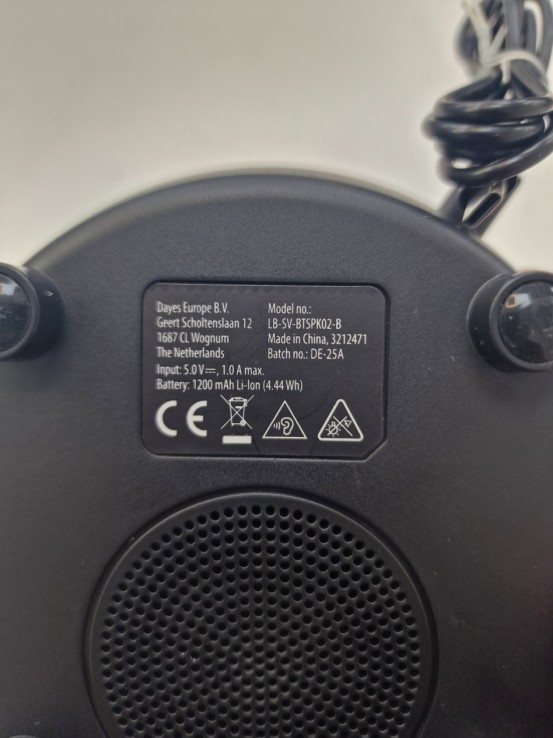 Dayes Europe B.V.
Geert Scholtenslaan 12
1687 CL Wognum
The Netherlands
Model no.:
LB-SV-BTSPK02-B
Made in China, 3212471
Batch no.: DE-25A
Input: 5.0 V⎓, 1.0 A max.
Battery: 1200 mAh Li-Ion (4.44 Wh)
CE